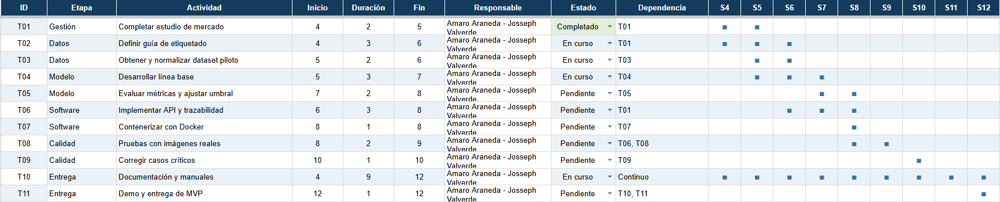 ID Etapa Actividad Inicio Duración Fin Responsable Estado Dependencia S4 S5 S6 S7 S8 S9 S10 S11 S12
T01 Gestión Completar estudio de mercado 4 2 5 Amaro Araneda - Josseph Valverde Completado T01 ■ ■
T02 Datos Definir guía de etiquetado 4 3 6 Amaro Araneda - Josseph Valverde En curso T01 ■ ■ ■
T03 Datos Obtener y normalizar dataset piloto 5 2 6 Amaro Araneda - Josseph Valverde En curso T03 ■ ■
T04 Modelo Desarrollar línea base 5 3 7 Amaro Araneda - Josseph Valverde En curso T04 ■ ■ ■
T05 Modelo Evaluar métricas y ajustar umbral 7 2 8 Amaro Araneda - Josseph Valverde Pendiente T05 ■ ■
T06 Software Implementar API y trazabilidad 6 3 8 Amaro Araneda - Josseph Valverde Pendiente T01 ■ ■ ■
T07 Software Contenerizar con Docker 8 1 8 Amaro Araneda - Josseph Valverde Pendiente T07 ■
T08 Calidad Pruebas con imágenes reales 8 2 9 Amaro Araneda - Josseph Valverde Pendiente T06, T08 ■ ■
T09 Calidad Corregir casos críticos 10 1 10 Amaro Araneda - Josseph Valverde Pendiente T09 ■
T10 Entrega Documentación y manuales 4 9 12 Amaro Araneda - Josseph Valverde En curso Continuo ■ ■ ■ ■ ■ ■ ■ ■ ■
T11 Entrega Demo y entrega de MVP 12 1 12 Amaro Araneda - Josseph Valverde Pendiente T10, T11 ■